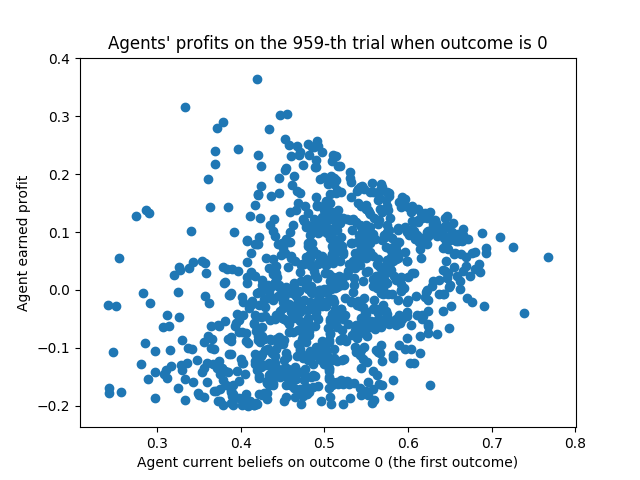 Agents' profits on the 959-th trial when outcome is 0
0.4
0.3
0.2
0.1
0.0
−0.1
−0.2
Agent earned profit
0.3 0.4 0.5 0.6 0.7 0.8
Agent current beliefs on outcome 0 (the first outcome)